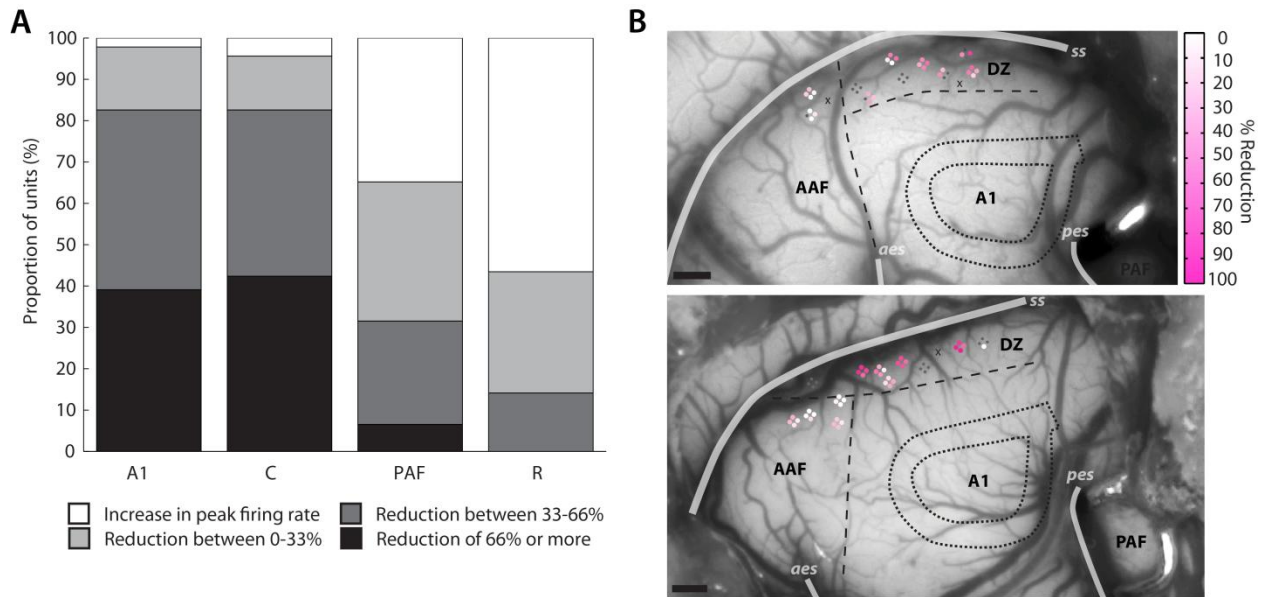 A
Proportion of units (%)
100
90
80
70
60
50
40
30
20
10
0
A1
C
PAF
R
Increase in peak firing rate
Reduction between 0-33%
Reduction between 33-66%
Reduction of 66% or more
B
ss
DZ
x
x
AAF
A1
aes
pes
PAF
0
10
20
30
40
50
60
70
80
90
100
% Reduction
ss
DZ
x
AAF
A1
pes
aes
PAF